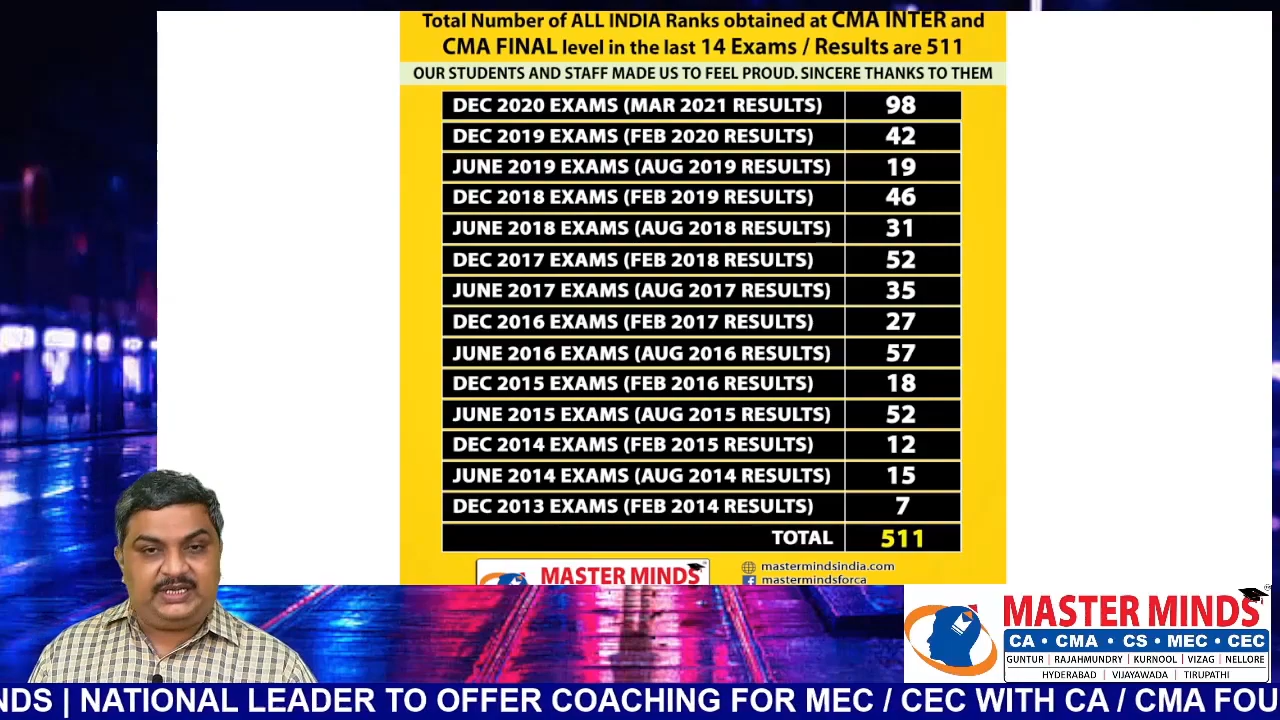 Total Number of ALL INDIA Ranks obtained at CMA INTER and
CMA FINAL level in the last 14 Exams / Results are 511
OUR STUDENTS AND STAFF MADE US TO FEEL PROUD. SINCERE THANKS TO THEM
DEC 2020 EXAMS (MAR 2021 RESULTS) 98
DEC 2019 EXAMS (FEB 2020 RESULTS) 42
JUNE 2019 EXAMS (AUG 2019 RESULTS) 19
DEC 2018 EXAMS (FEB 2019 RESULTS) 46
JUNE 2018 EXAMS (AUG 2018 RESULTS) 31
DEC 2017 EXAMS (FEB 2018 RESULTS) 52
JUNE 2017 EXAMS (AUG 2017 RESULTS) 35
DEC 2016 EXAMS (FEB 2017 RESULTS) 27
JUNE 2016 EXAMS (AUG 2016 RESULTS) 57
DEC 2015 EXAMS (FEB 2016 RESULTS) 18
JUNE 2015 EXAMS (AUG 2015 RESULTS) 52
DEC 2014 EXAMS (FEB 2015 RESULTS) 12
JUNE 2014 EXAMS (AUG 2014 RESULTS) 15
DEC 2013 EXAMS (FEB 2014 RESULTS) 7
TOTAL 511
MASTER MINDS
mastermindsindia.com
mastermindsforca
MASTER MINDS
CA • CMA • CS • MEC • CEC
GUNTUR | RAJAHMUNDRY | KURNOOL | VIZAG | NELLORE
HYDERABAD | VIJAYAWADA | TIRUPATHI
NDS | NATIONAL LEADER TO OFFER COACHING FOR MEC / CEC WITH CA / CMA FOU